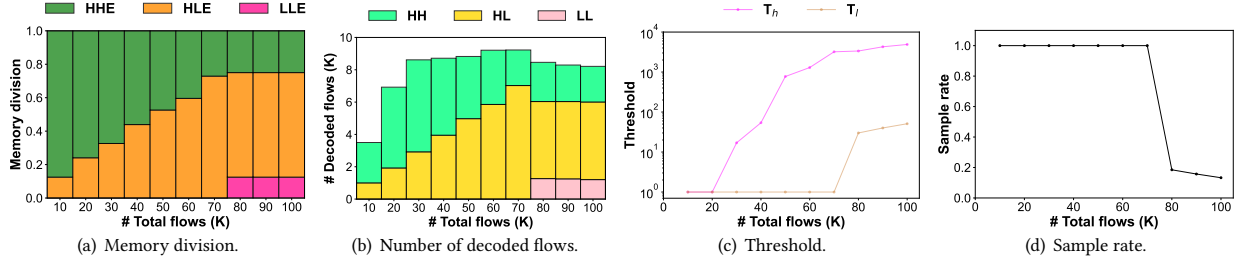 HHE HLE LLE
1.0
0.8
0.6
0.4
0.2
0.0
Memory division
10 20 30 40 50 60 70 80 90 100
# Total flows (K)
(a) Memory division.
HH HL LL
10
8
6
4
2
0
# Decoded flows (K)
10 20 30 40 50 60 70 80 90 100
# Total flows (K)
(b) Number of decoded flows.
T_h T_l
10^4
10^3
10^2
10^1
10^0
Threshold
0 20 40 60 80 100
# Total flows (K)
(c) Threshold.
1.0
0.8
0.6
0.4
0.2
0.0
Sample rate
0 20 40 60 80 100
# Total flows (K)
(d) Sample rate.